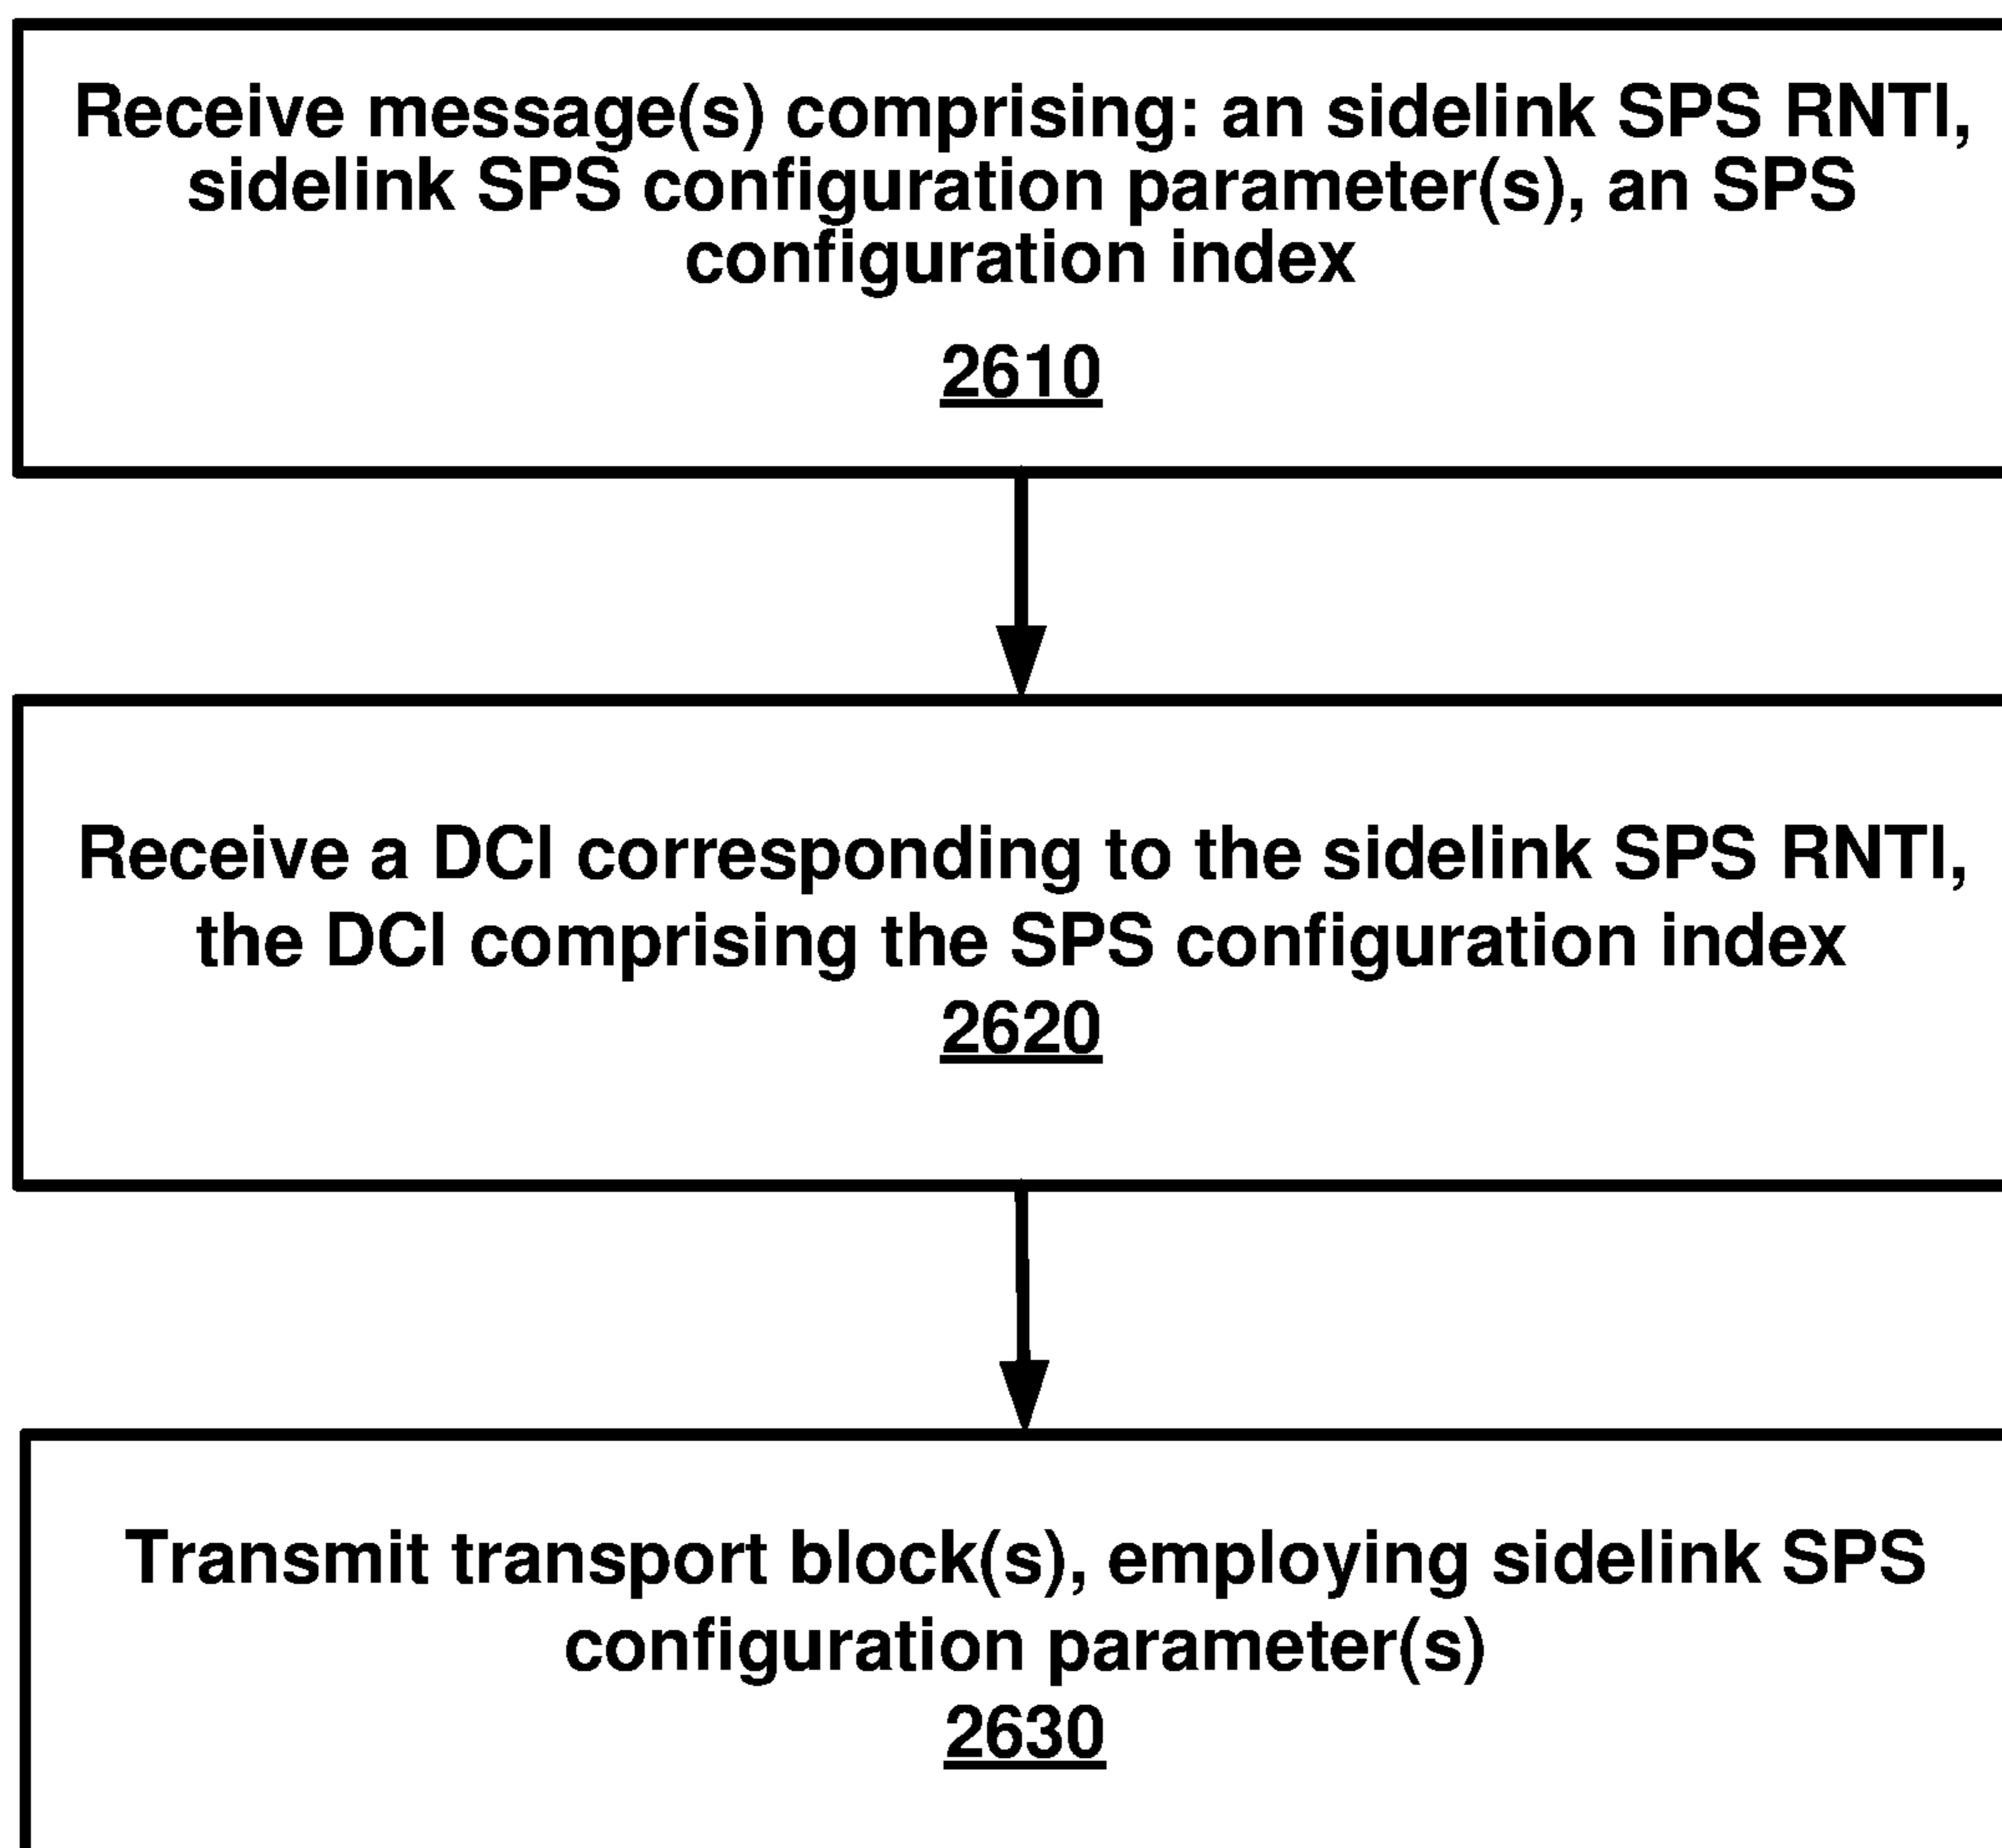 Receive message(s) comprising: an sidelink SPS RNTI,
sidelink SPS configuration parameter(s), an SPS
configuration index
2610
Receive a DCI corresponding to the sidelink SPS RNTI,
the DCI comprising the SPS configuration index
2620
Transmit transport block(s), employing sidelink SPS
configuration parameter(s)
2630